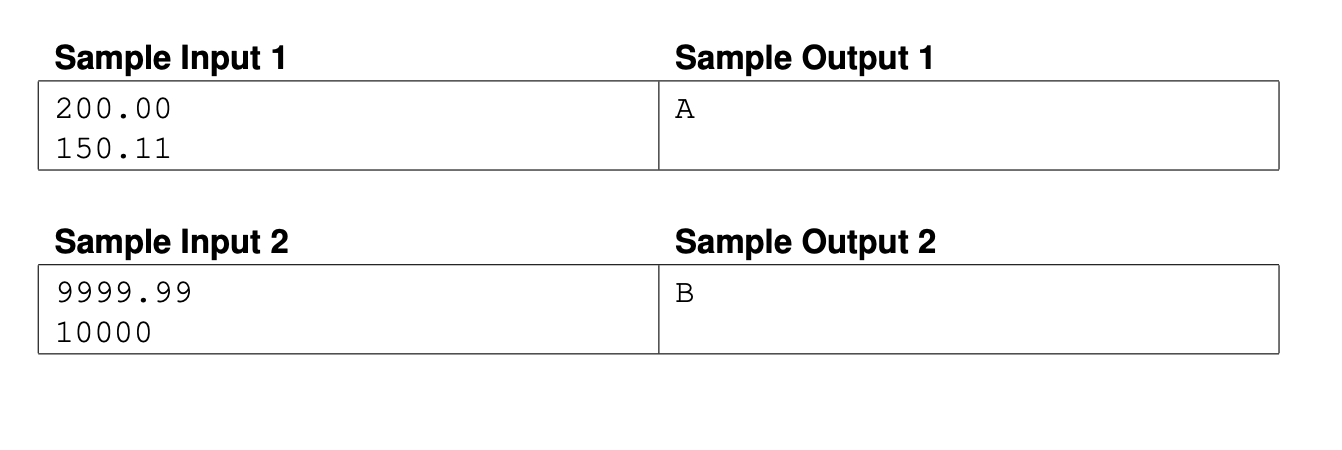 Sample Input 1
Sample Output 1
200.00
150.11
A
Sample Input 2
Sample Output 2
9999.99
10000
B